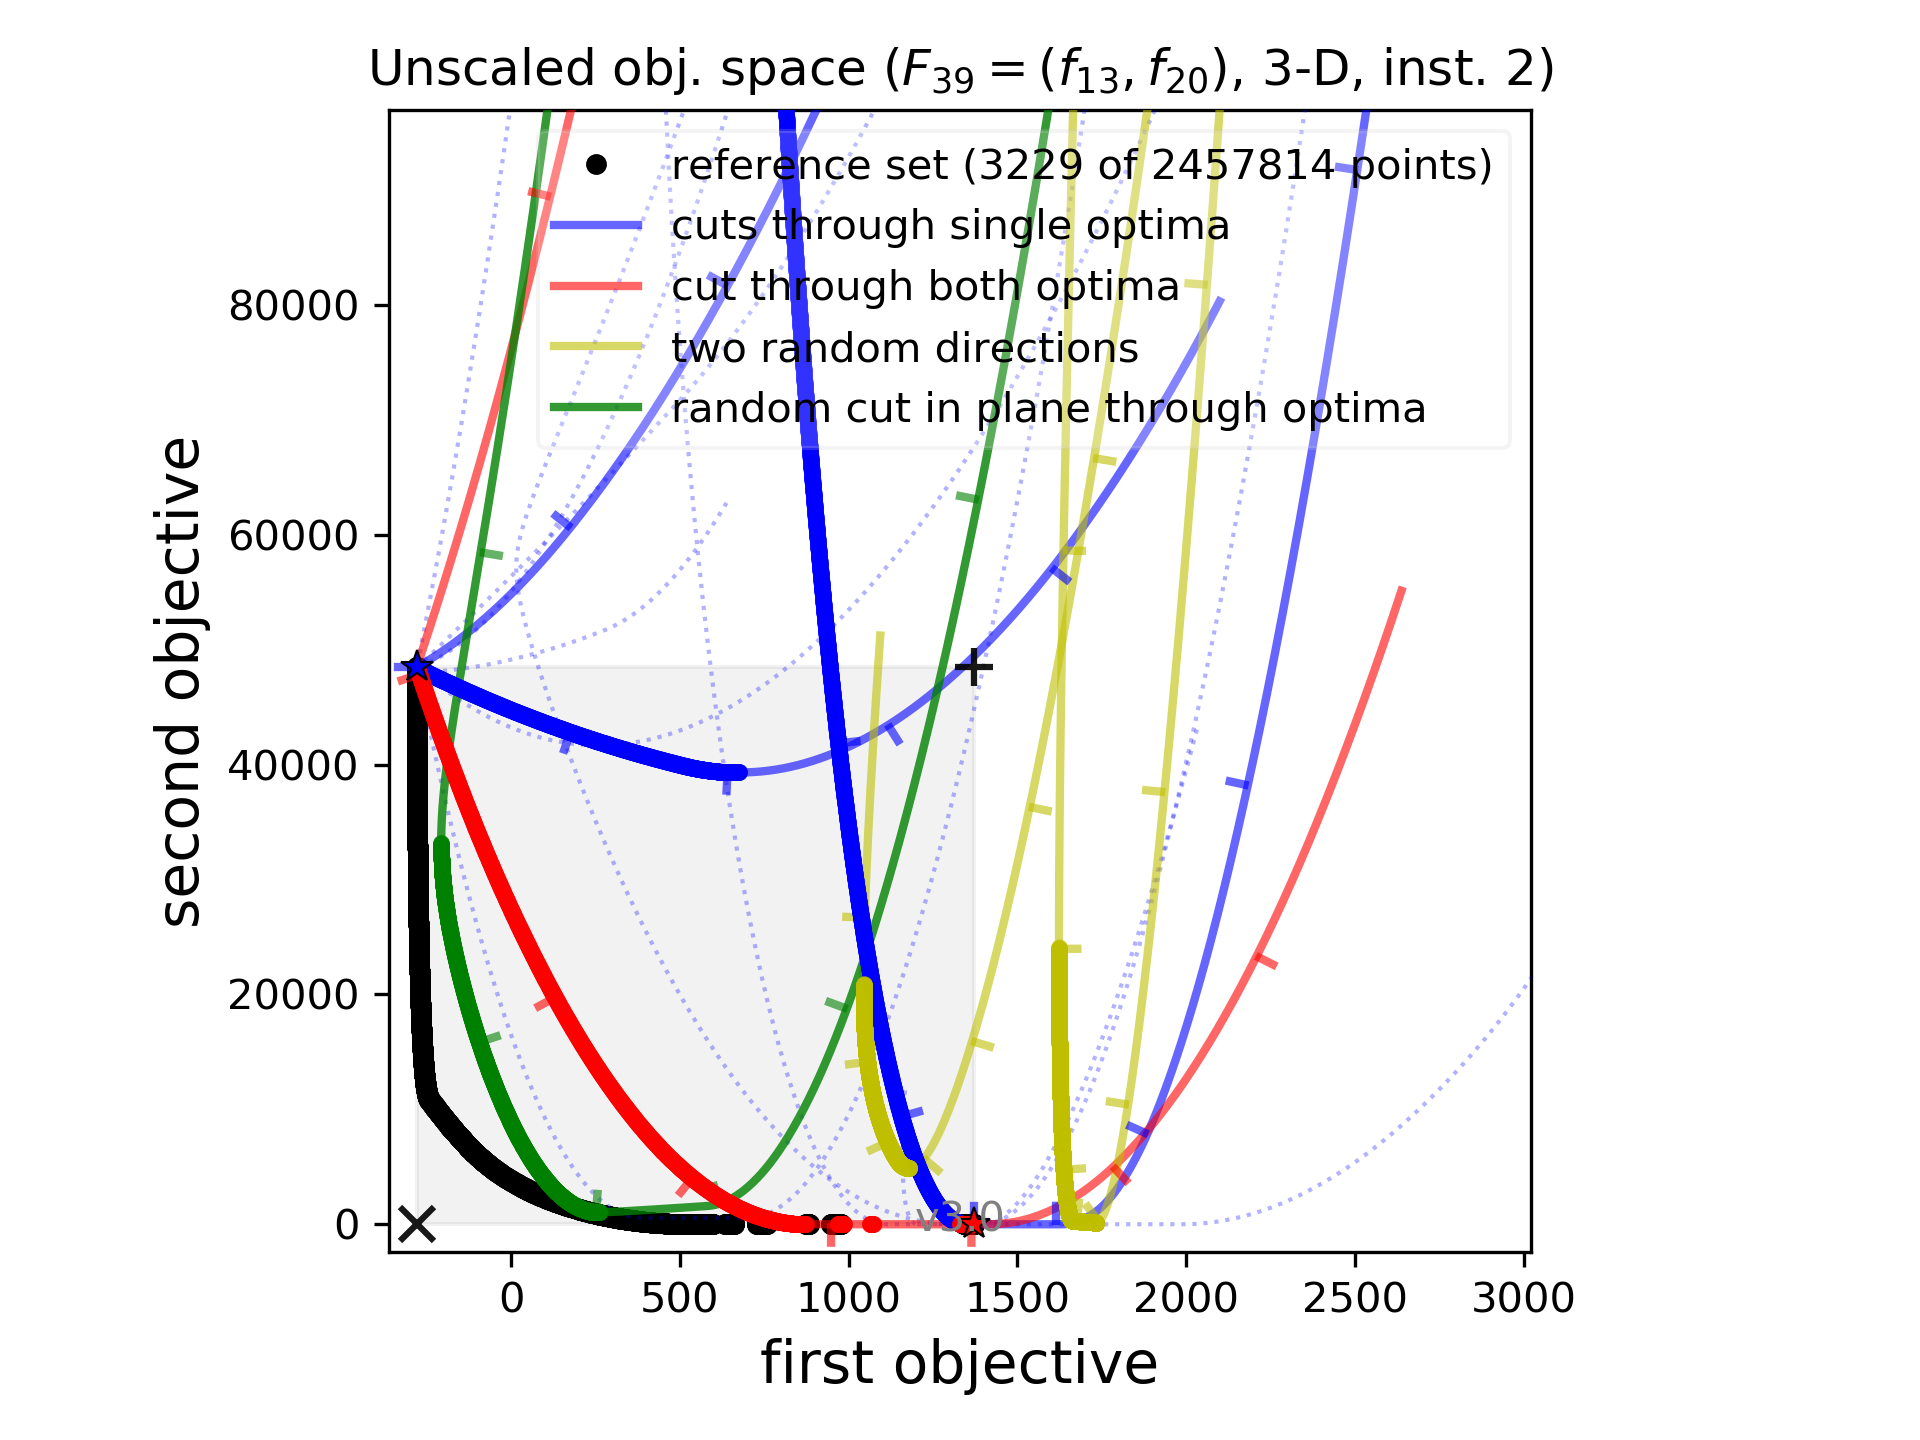 Unscaled obj. space (F₃₉ = (f₁₃, f₂₀), 3-D, inst. 2)
reference set (3229 of 2457814 points)
cuts through single optima
cut through both optima
two random directions
random cut in plane through optima
second objective
80000
60000
40000
20000
0
v3.0
0 500 1000 1500 2000 2500 3000
first objective